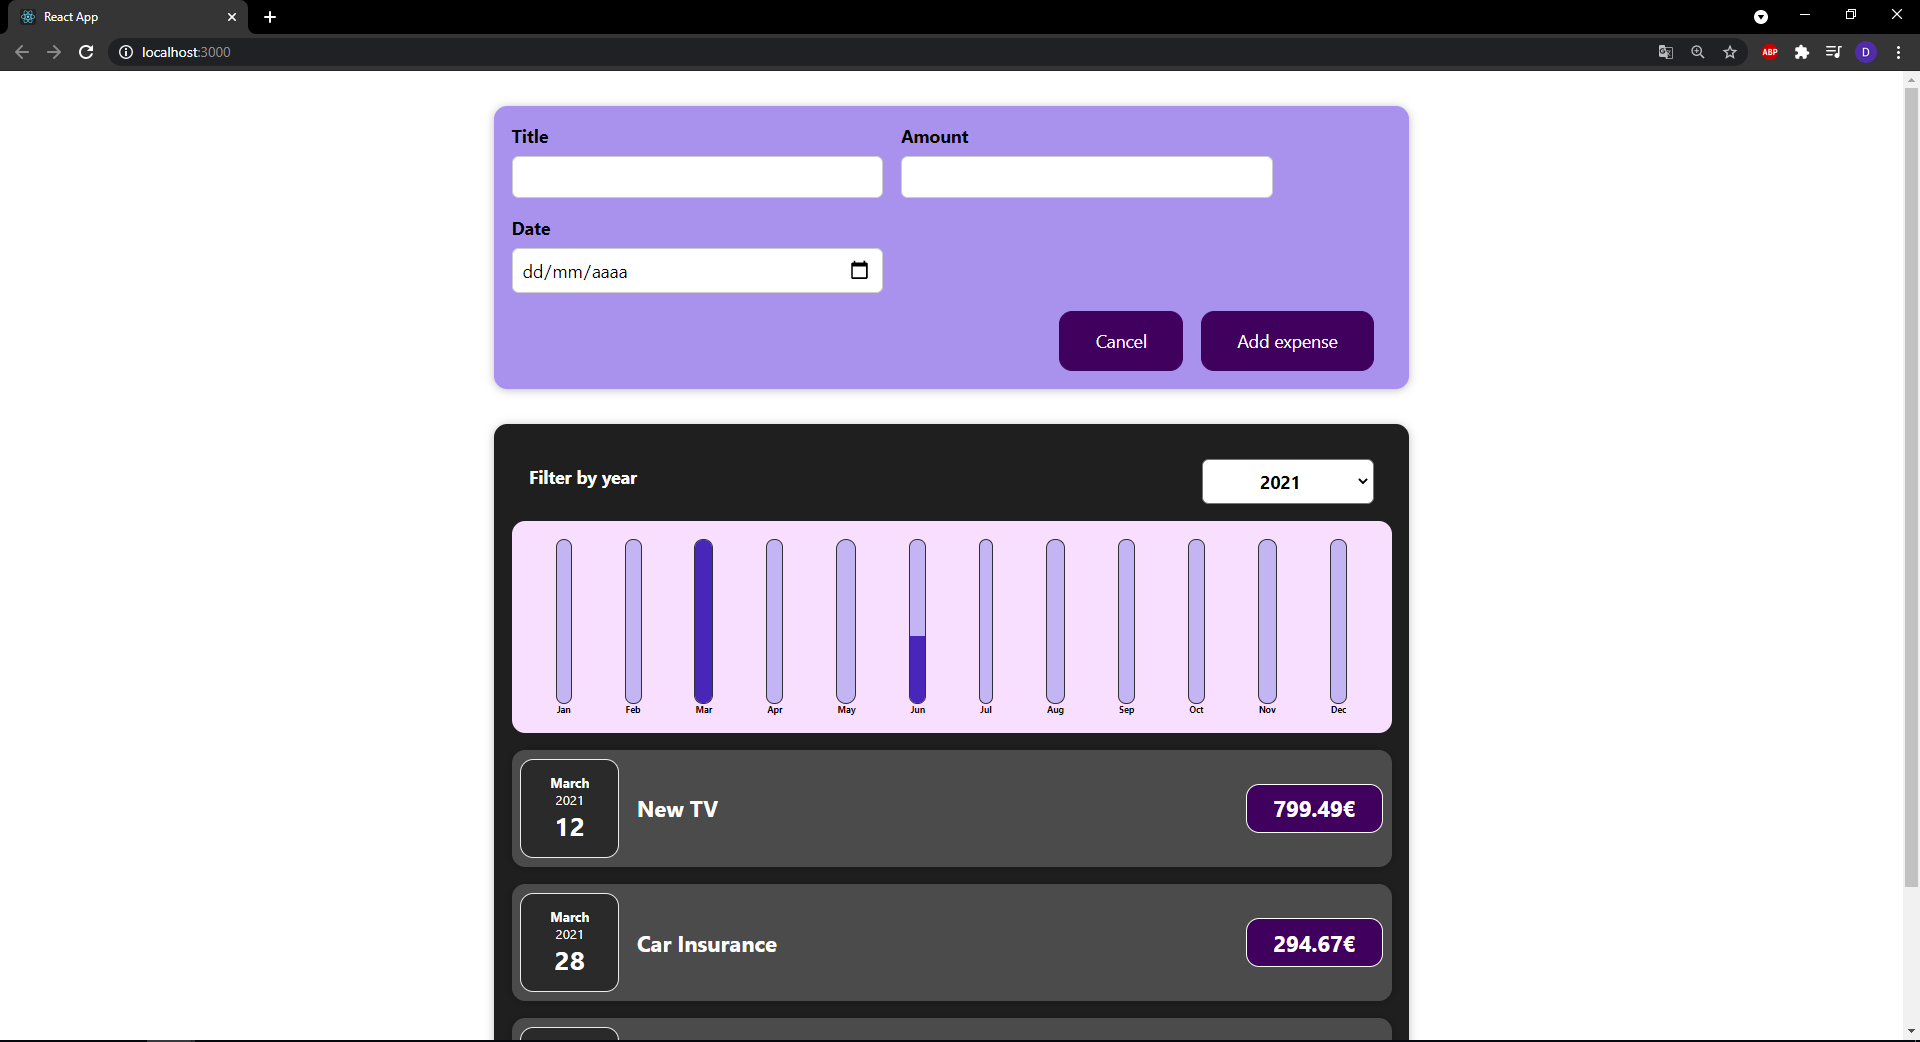 React App
localhost:3000
ABP
D
Title
Amount
Date
dd/mm/aaaa
Cancel
Add expense
Filter by year
2021
Jan
Feb
Mar
Apr
May
Jun
Jul
Aug
Sep
Oct
Nov
Dec
March
2021
12
New TV
799.49€
March
2021
28
Car Insurance
294.67€